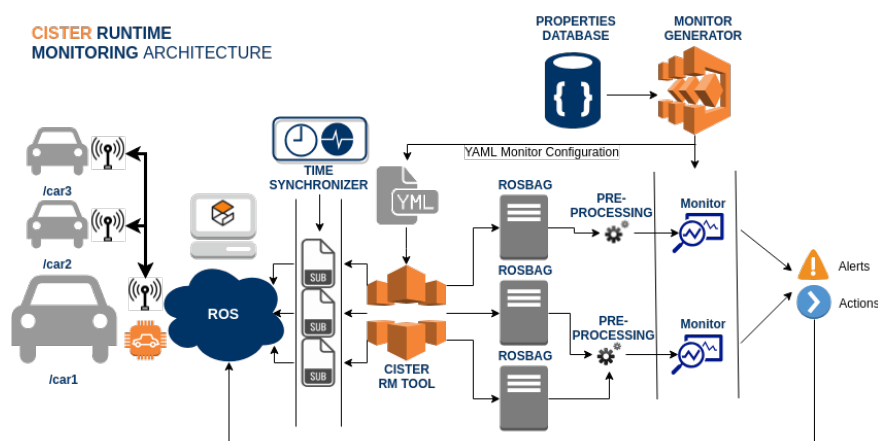 CISTER RUNTIME
MONITORING ARCHITECTURE
PROPERTIES
DATABASE
MONITOR
GENERATOR
{ }
YAML Monitor Configuration
TIME
SYNCHRONIZER
YML
/car3
/car2
/car1
ROS
SUB
SUB
SUB
CISTER
RM TOOL
ROSBAG
ROSBAG
ROSBAG
PRE-
PROCESSING
PRE-
PROCESSING
Monitor
Monitor
Alerts
Actions